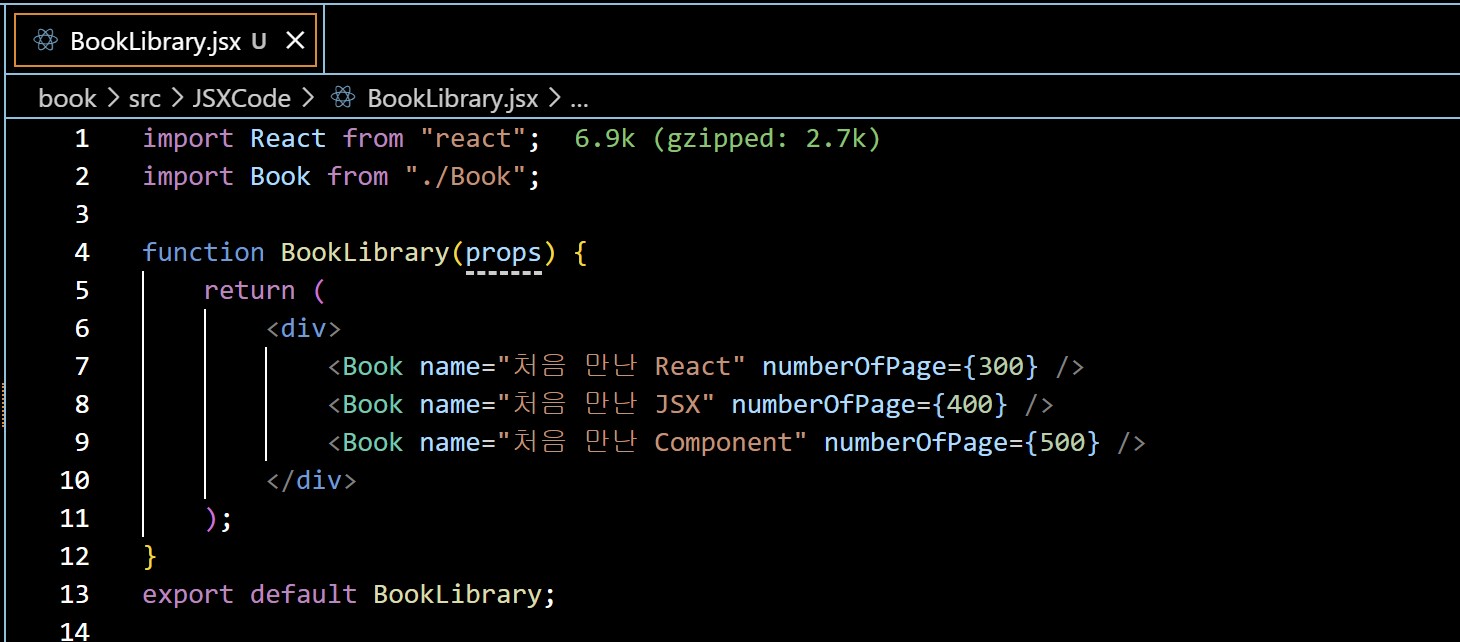 BookLibrary.jsx U ×
book > src > JSXCode > BookLibrary.jsx > ...
1 import React from "react"; 6.9k (gzipped: 2.7k)
2 import Book from "./Book";
3
4 function BookLibrary(props) {
5 return (
6 <div>
7 <Book name="처음 만난 React" numberOfPage={300} />
8 <Book name="처음 만난 JSX" numberOfPage={400} />
9 <Book name="처음 만난 Component" numberOfPage={500} />
10 </div>
11 );
12 }
13 export default BookLibrary;
14